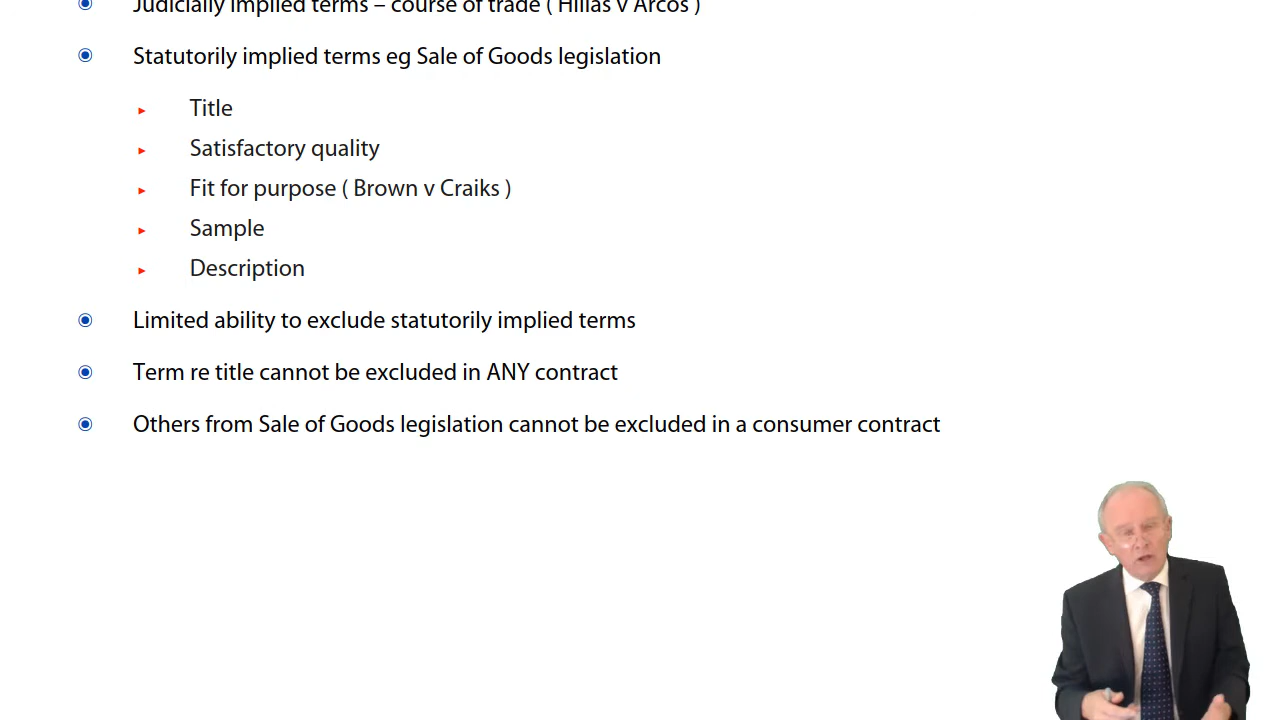 Judicially implied terms – course of trade ( Hillas v Arcos )
Statutorily implied terms eg Sale of Goods legislation
Title
Satisfactory quality
Fit for purpose ( Brown v Craiks )
Sample
Description
Limited ability to exclude statutorily implied terms
Term re title cannot be excluded in ANY contract
Others from Sale of Goods legislation cannot be excluded in a consumer contract